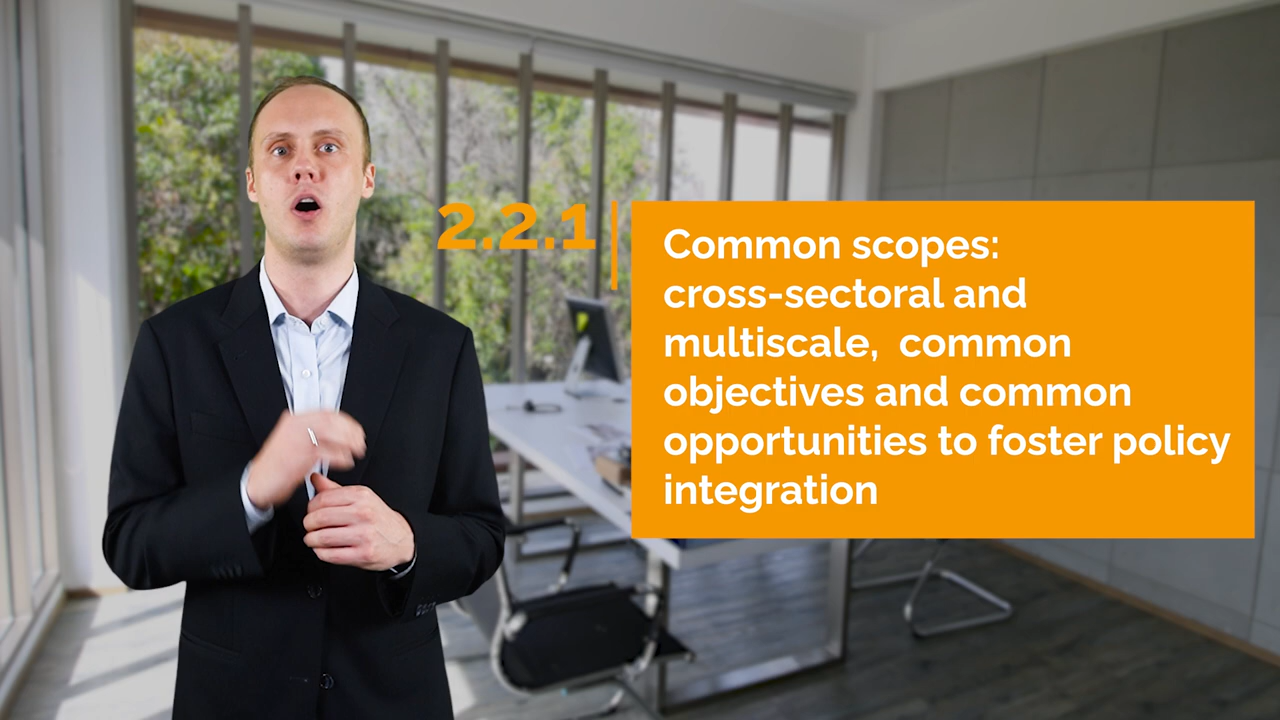 2.2.1
Common scopes:
cross-sectoral and
multiscale,  common
objectives and common
opportunities to foster policy
integration